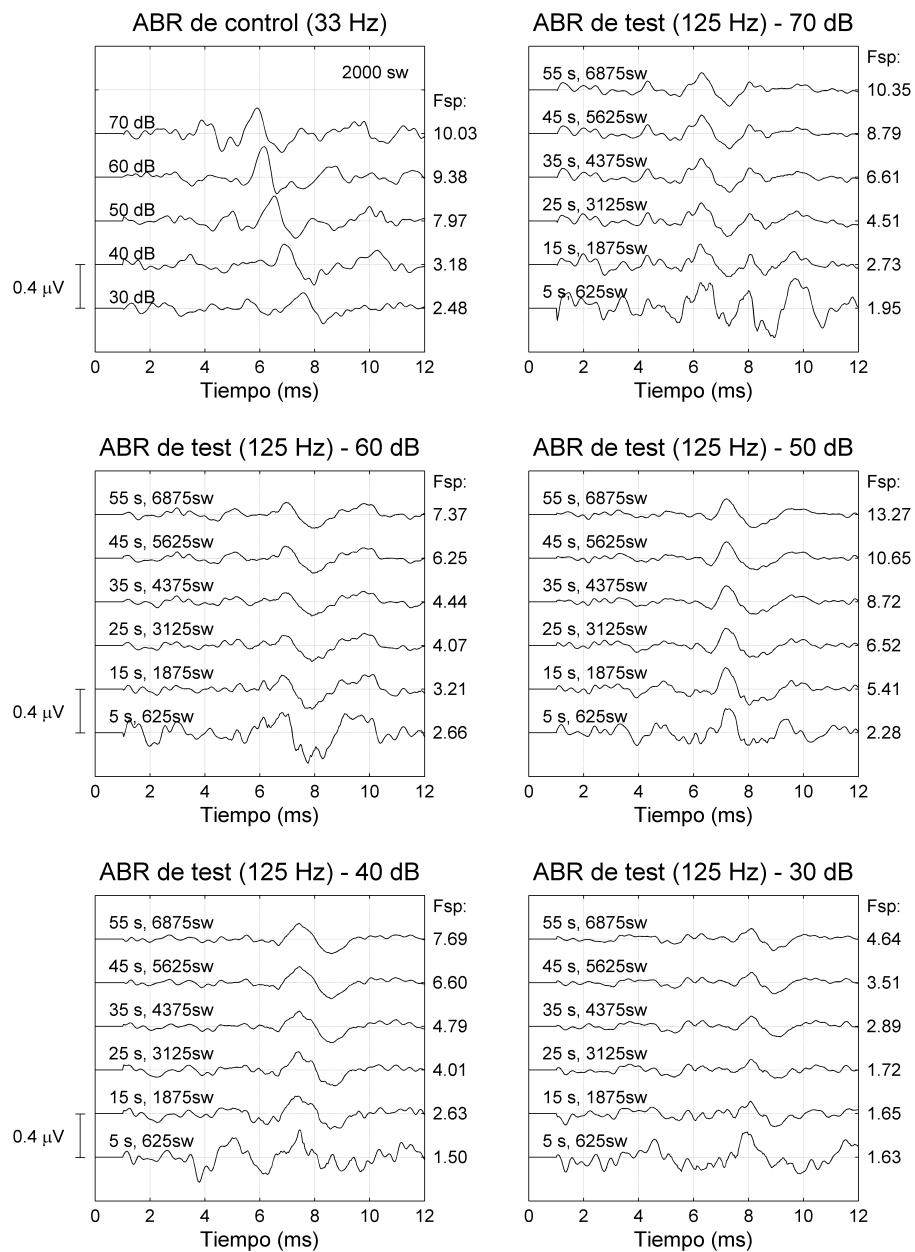 ABR de control (33 Hz)
2000 sw
Fsp:
70 dB
10.03
60 dB
9.38
50 dB
7.97
40 dB
3.18
30 dB
2.48
0.4 μV
0 2 4 6 8 10 12
Tiempo (ms)
ABR de test (125 Hz) - 70 dB
Fsp:
55 s, 6875sw
10.35
45 s, 5625sw
8.79
35 s, 4375sw
6.61
25 s, 3125sw
4.51
15 s, 1875sw
2.73
5 s, 625sw
1.95
0 2 4 6 8 10 12
Tiempo (ms)
ABR de test (125 Hz) - 60 dB
Fsp:
55 s, 6875sw
7.37
45 s, 5625sw
6.25
35 s, 4375sw
4.44
25 s, 3125sw
4.07
15 s, 1875sw
3.21
5 s, 625sw
2.66
0.4 μV
0 2 4 6 8 10 12
Tiempo (ms)
ABR de test (125 Hz) - 50 dB
Fsp:
55 s, 6875sw
13.27
45 s, 5625sw
10.65
35 s, 4375sw
8.72
25 s, 3125sw
6.52
15 s, 1875sw
5.41
5 s, 625sw
2.28
0 2 4 6 8 10 12
Tiempo (ms)
ABR de test (125 Hz) - 40 dB
Fsp:
55 s, 6875sw
7.69
45 s, 5625sw
6.60
35 s, 4375sw
4.79
25 s, 3125sw
4.01
15 s, 1875sw
2.63
5 s, 625sw
1.50
0.4 μV
0 2 4 6 8 10 12
Tiempo (ms)
ABR de test (125 Hz) - 30 dB
Fsp:
55 s, 6875sw
4.64
45 s, 5625sw
3.51
35 s, 4375sw
2.89
25 s, 3125sw
1.72
15 s, 1875sw
1.65
5 s, 625sw
1.63
0 2 4 6 8 10 12
Tiempo (ms)